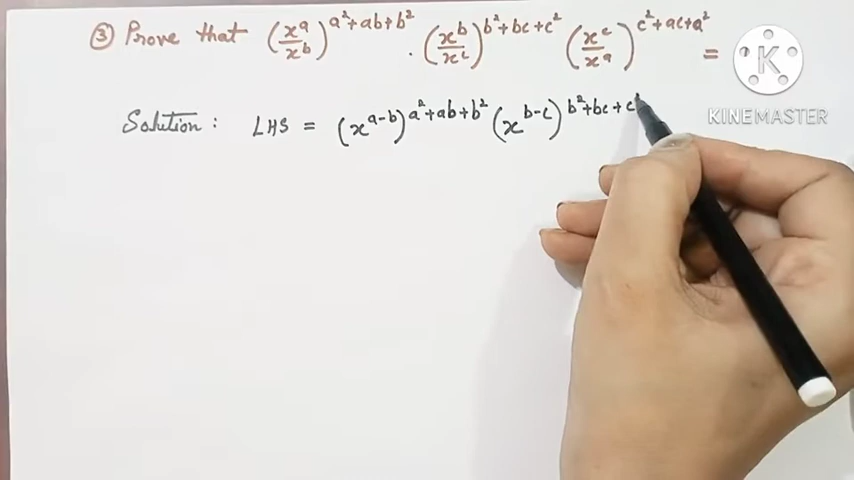 ③ Prove that (x^a/x^b)^{a²+ab+b²} · (x^b/x^c)^{b²+bc+c²} (x^c/x^a)^{c²+ac+a²} =
K
KINEMASTER
Solution : LHS = (x^{a-b})^{a²+ab+b²} (x^{b-c})^{b²+bc+c²}